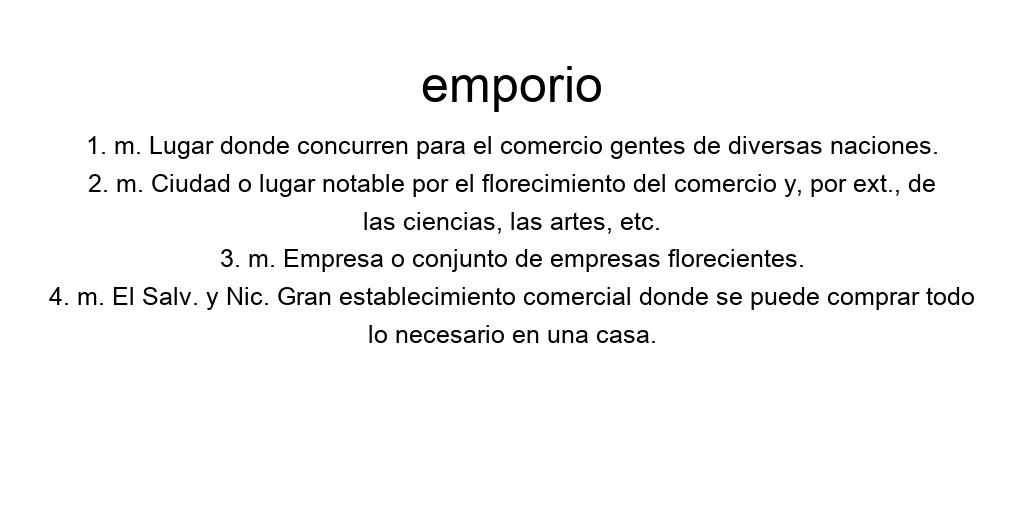 emporio
1. m. Lugar donde concurren para el comercio gentes de diversas naciones.
2. m. Ciudad o lugar notable por el florecimiento del comercio y, por ext., de
las ciencias, las artes, etc.
3. m. Empresa o conjunto de empresas florecientes.
4. m. El Salv. y Nic. Gran establecimiento comercial donde se puede comprar todo
lo necesario en una casa.